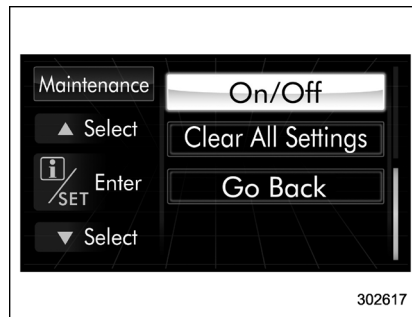 Maintenance
▲ Select
i/SET Enter
▼ Select
On/Off
Clear All Settings
Go Back
302617